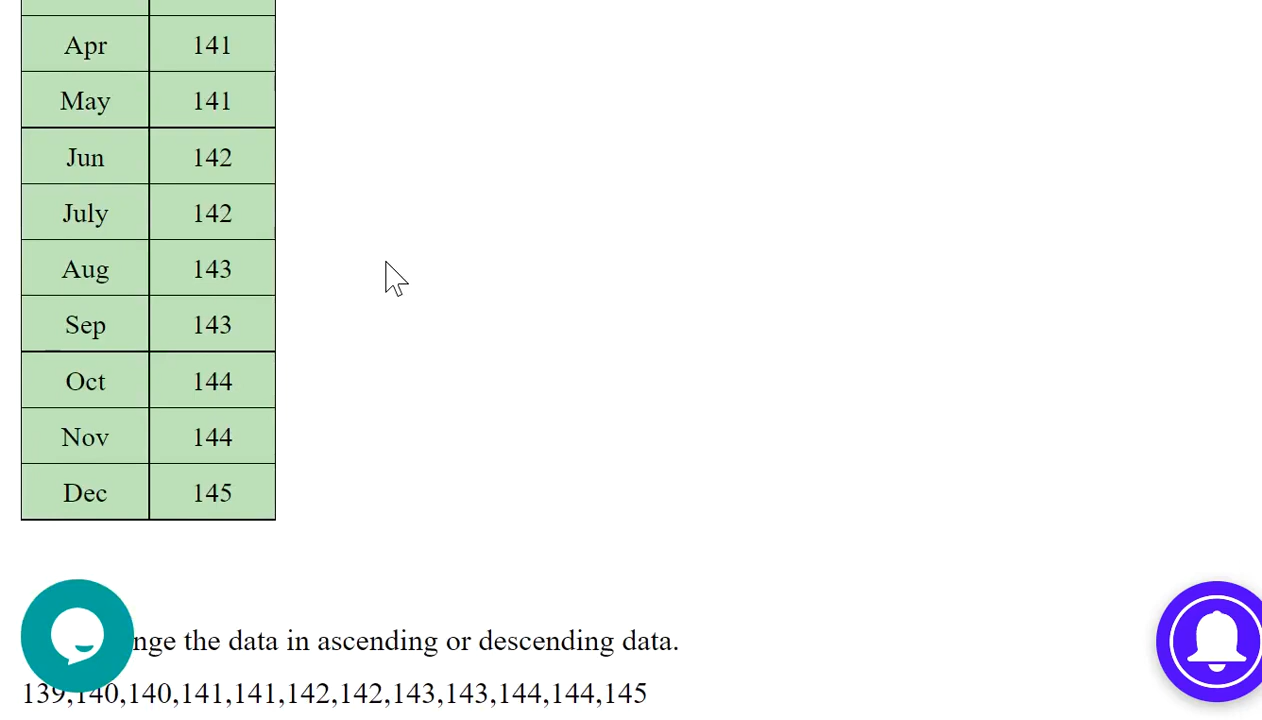 Apr 141
May 141
Jun 142
July 142
Aug 143
Sep 143
Oct 144
Nov 144
Dec 145
nge the data in ascending or descending data.
139,140,140,141,141,142,142,143,143,144,144,145